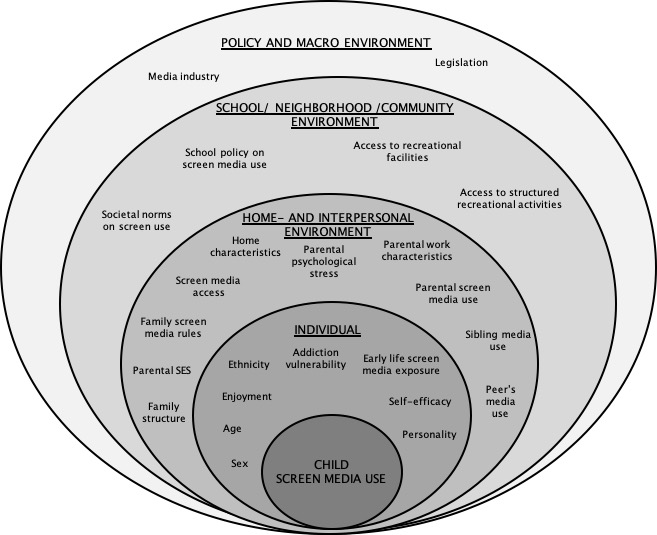 POLICY AND MACRO ENVIRONMENT
Legislation
Media industry
SCHOOL/ NEIGHBORHOOD /COMMUNITY
ENVIRONMENT
School policy on
screen media use
Access to recreational
facilities
Access to structured
recreational activities
Societal norms
on screen use
HOME- AND INTERPERSONAL
ENVIRONMENT
Home
characteristics
Parental
psychological
stress
Parental work
characteristics
Screen media
access
Parental screen
media use
Family screen
media rules
Sibling media
use
Parental SES
Peer's
media
use
Family
structure
INDIVIDUAL
Ethnicity
Addiction
vulnerability
Early life screen
media exposure
Enjoyment
Self-efficacy
Age
Personality
Sex
CHILD
SCREEN MEDIA USE